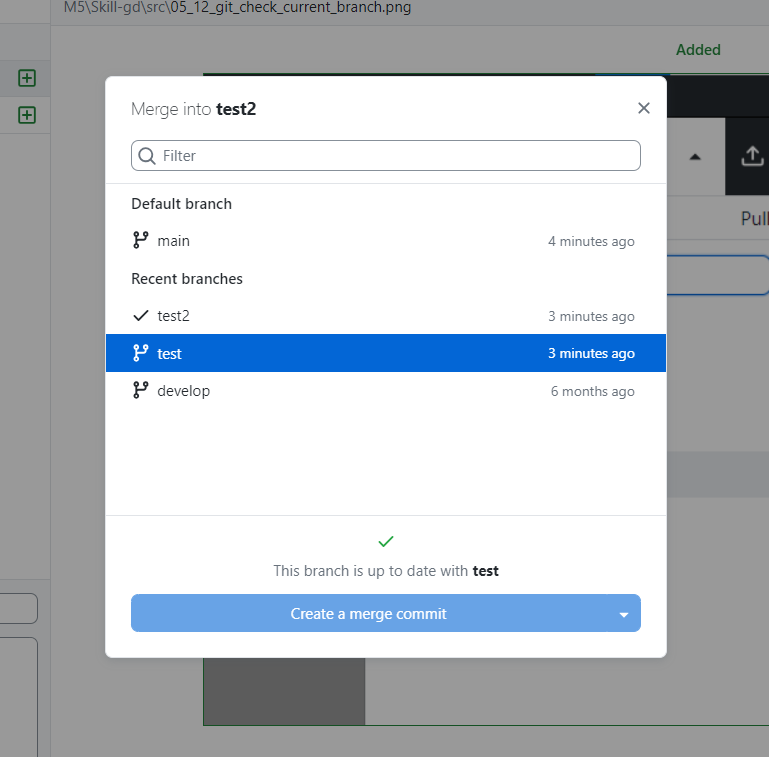 M5\Skill-gd\src\05_12_git_check_current_branch.png
Added
Merge into test2
Filter
Default branch
main 4 minutes ago
Pull
Recent branches
test2 3 minutes ago
test 3 minutes ago
develop 6 months ago
This branch is up to date with test
Create a merge commit